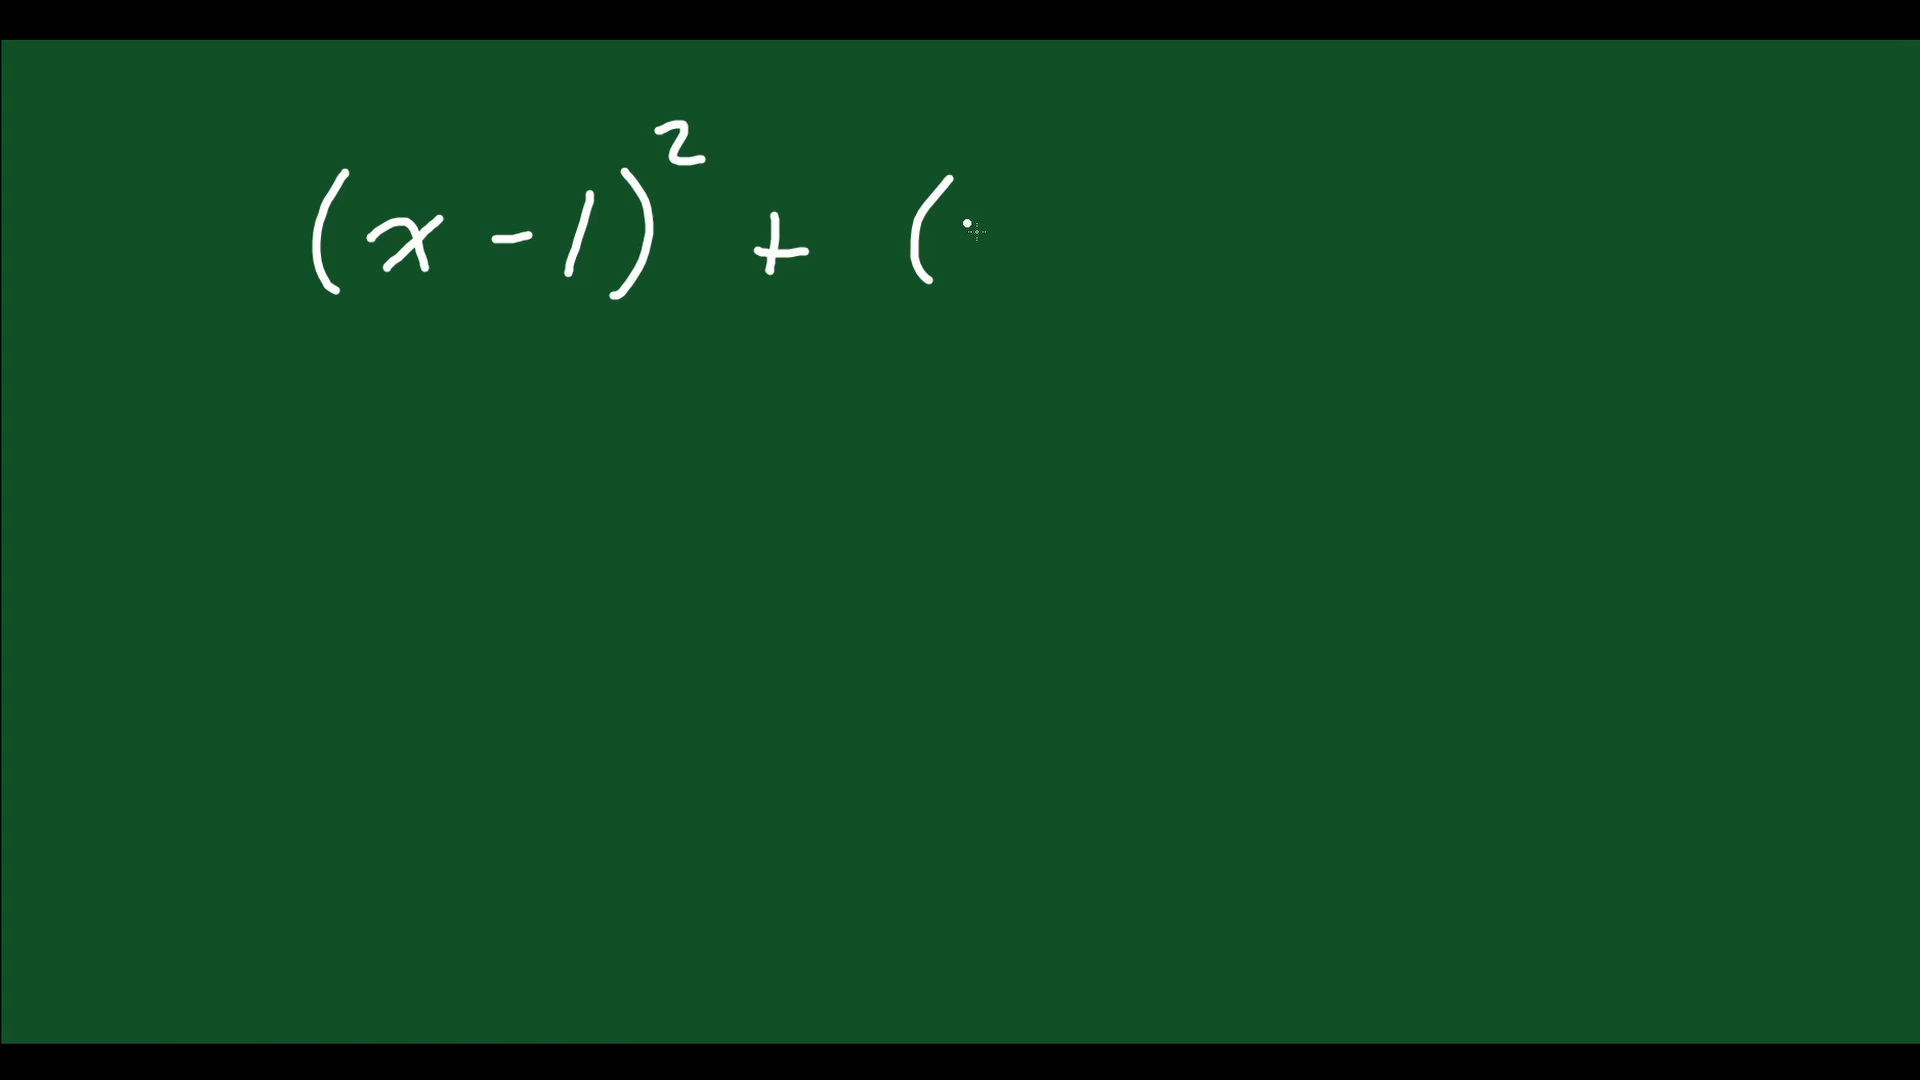 (x - 1)² + (